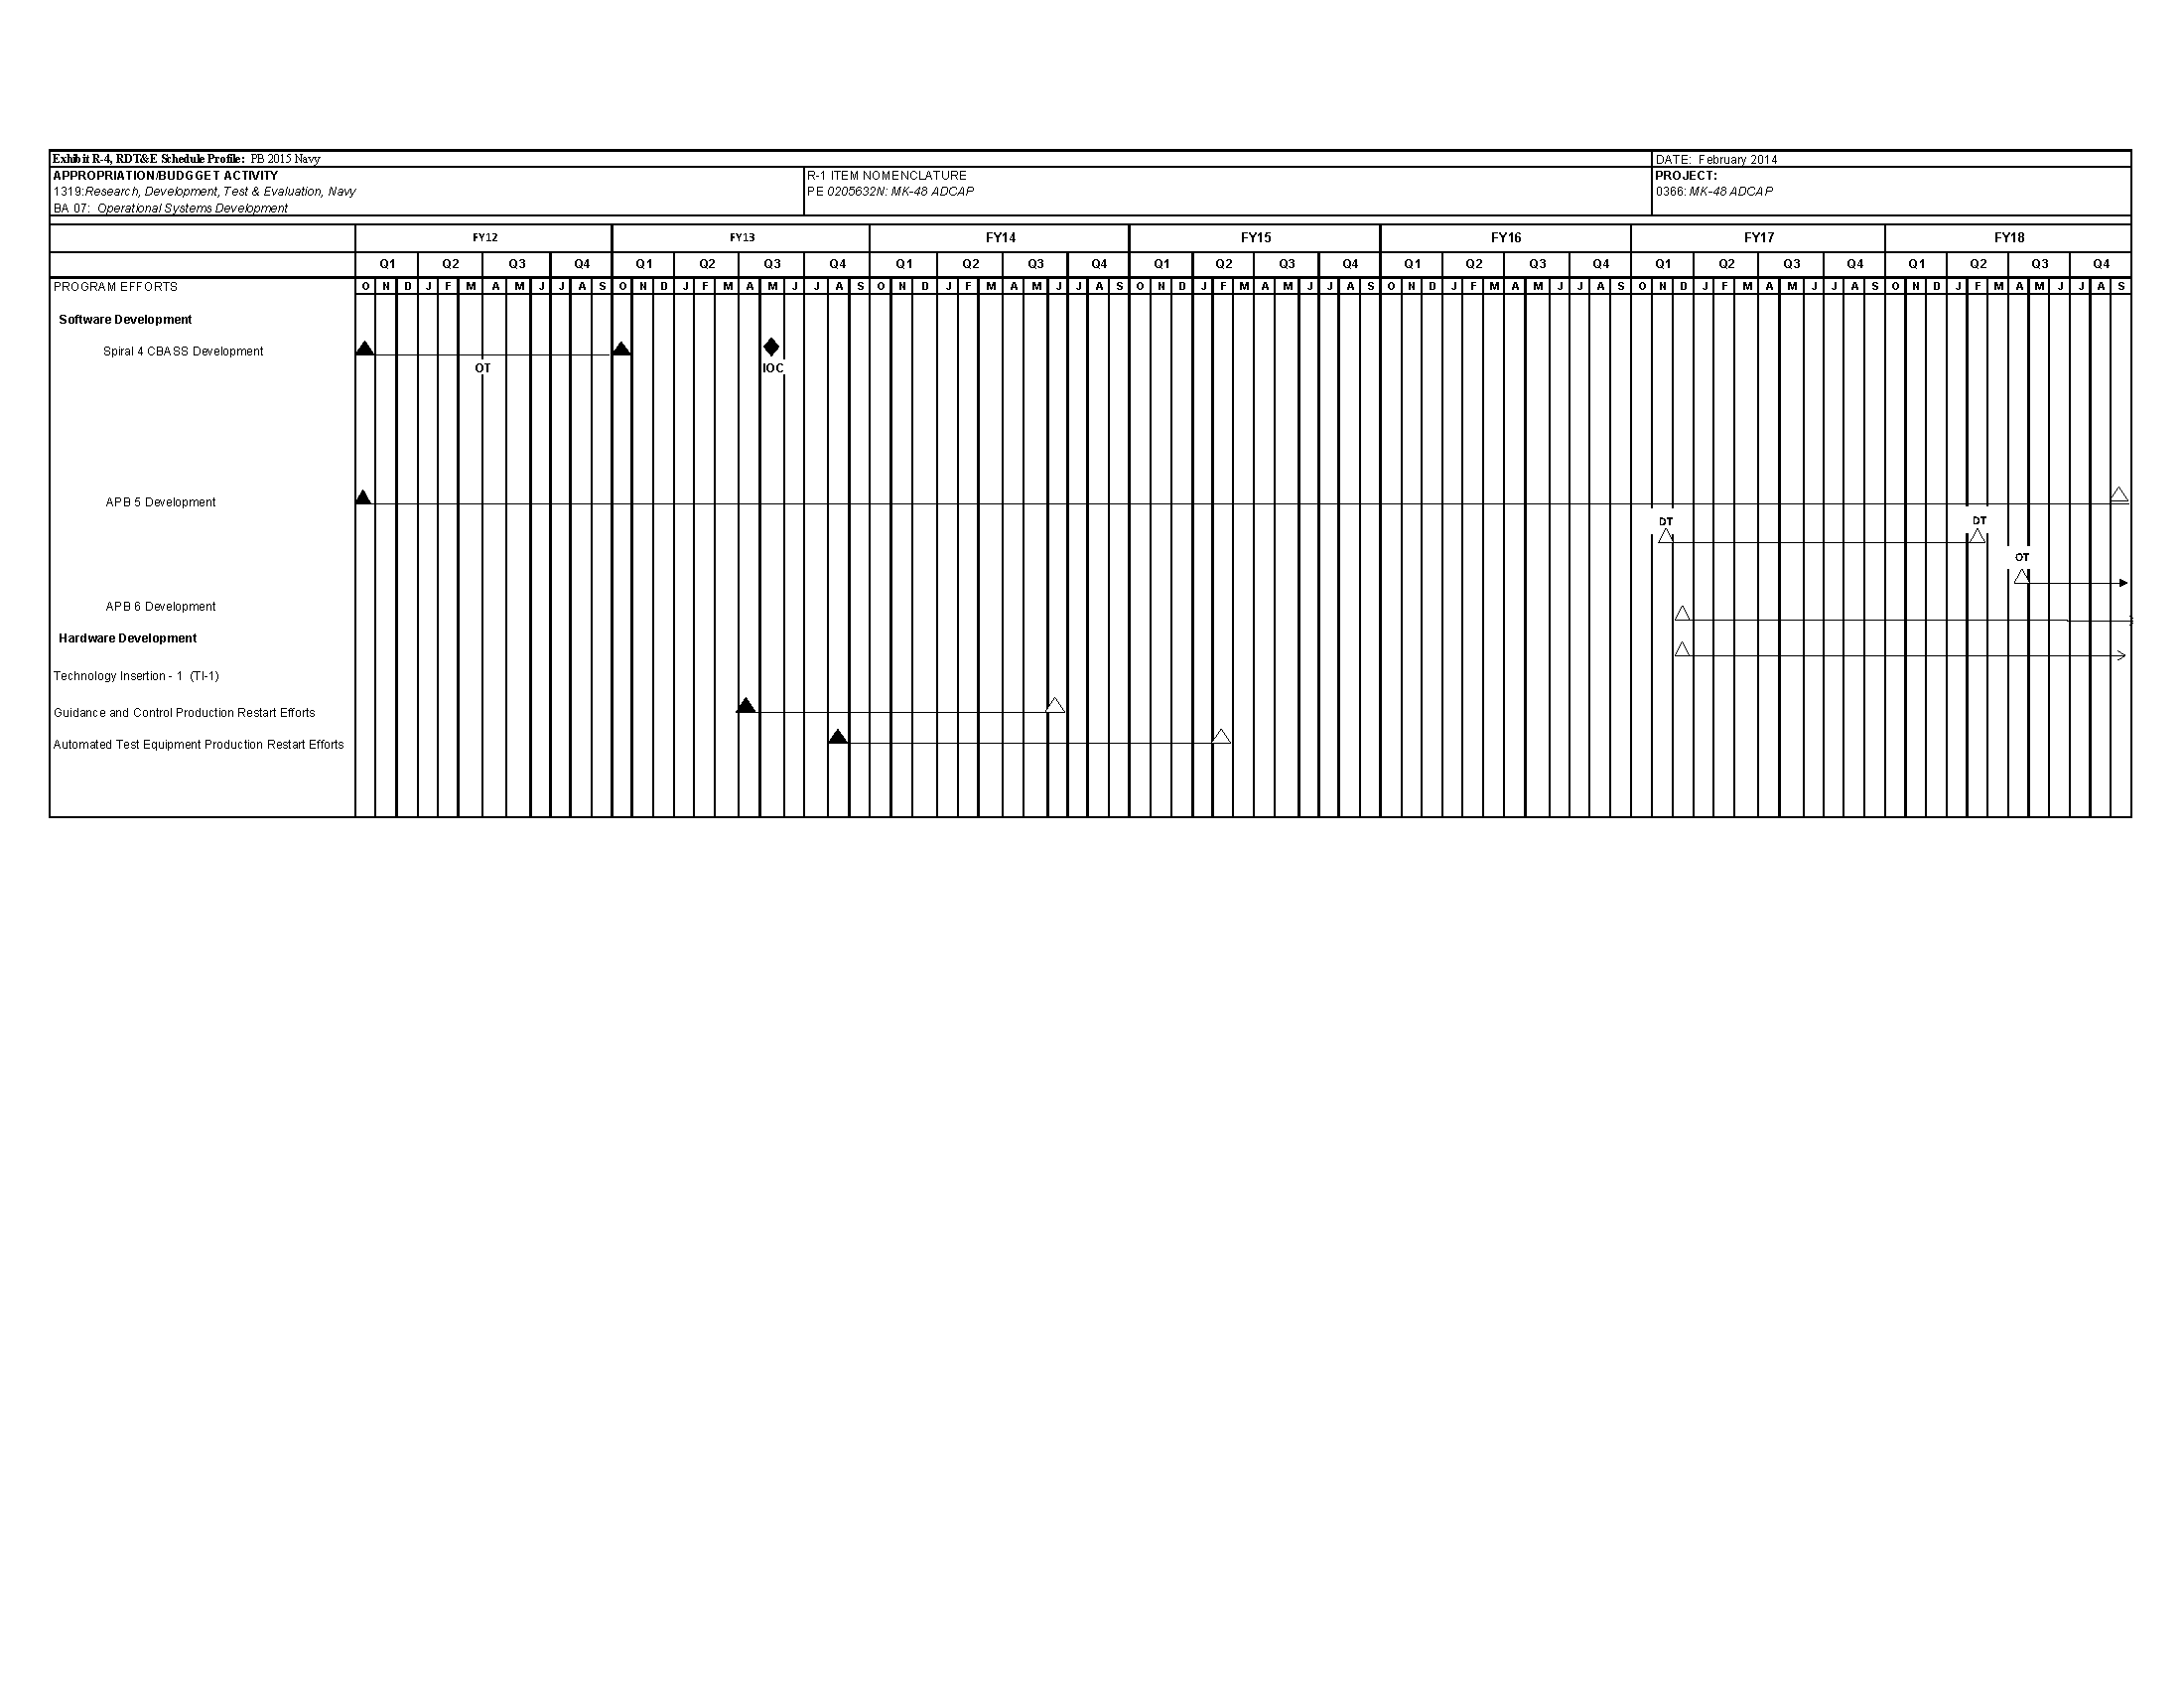 Exhibit R-4, RDT&E Schedule Profile: PB 2015 Navy DATE: February 2014
APPROPRIATION/BUDGGET ACTIVITY R-1 ITEM NOMENCLATURE PROJECT:
1319:Research, Development, Test & Evaluation, Navy PE 0205632N: MK-48 ADCAP 0366: MK-48 ADCAP
BA 07: Operational Systems Development
FY12 FY13 FY14 FY15 FY16 FY17 FY18
Q1 Q2 Q3 Q4 Q1 Q2 Q3 Q4 Q1 Q2 Q3 Q4 Q1 Q2 Q3 Q4 Q1 Q2 Q3 Q4 Q1 Q2 Q3 Q4 Q1 Q2 Q3 Q4
PROGRAM EFFORTS O N D J F M A M J J A S O N D J F M A M J J A S O N D J F M A M J J A S O N D J F M A M J J A S O N D J F M A M J J A S O N D J F M A M J J A S O N D J F M A M J J A S
Software Development
Spiral 4 CBASS Development
OT IOC
APB 5 Development
DT DT
OT
APB 6 Development
Hardware Development
Technology Insertion - 1 (TI-1)
Guidance and Control Production Restart Efforts
Automated Test Equipment Production Restart Efforts